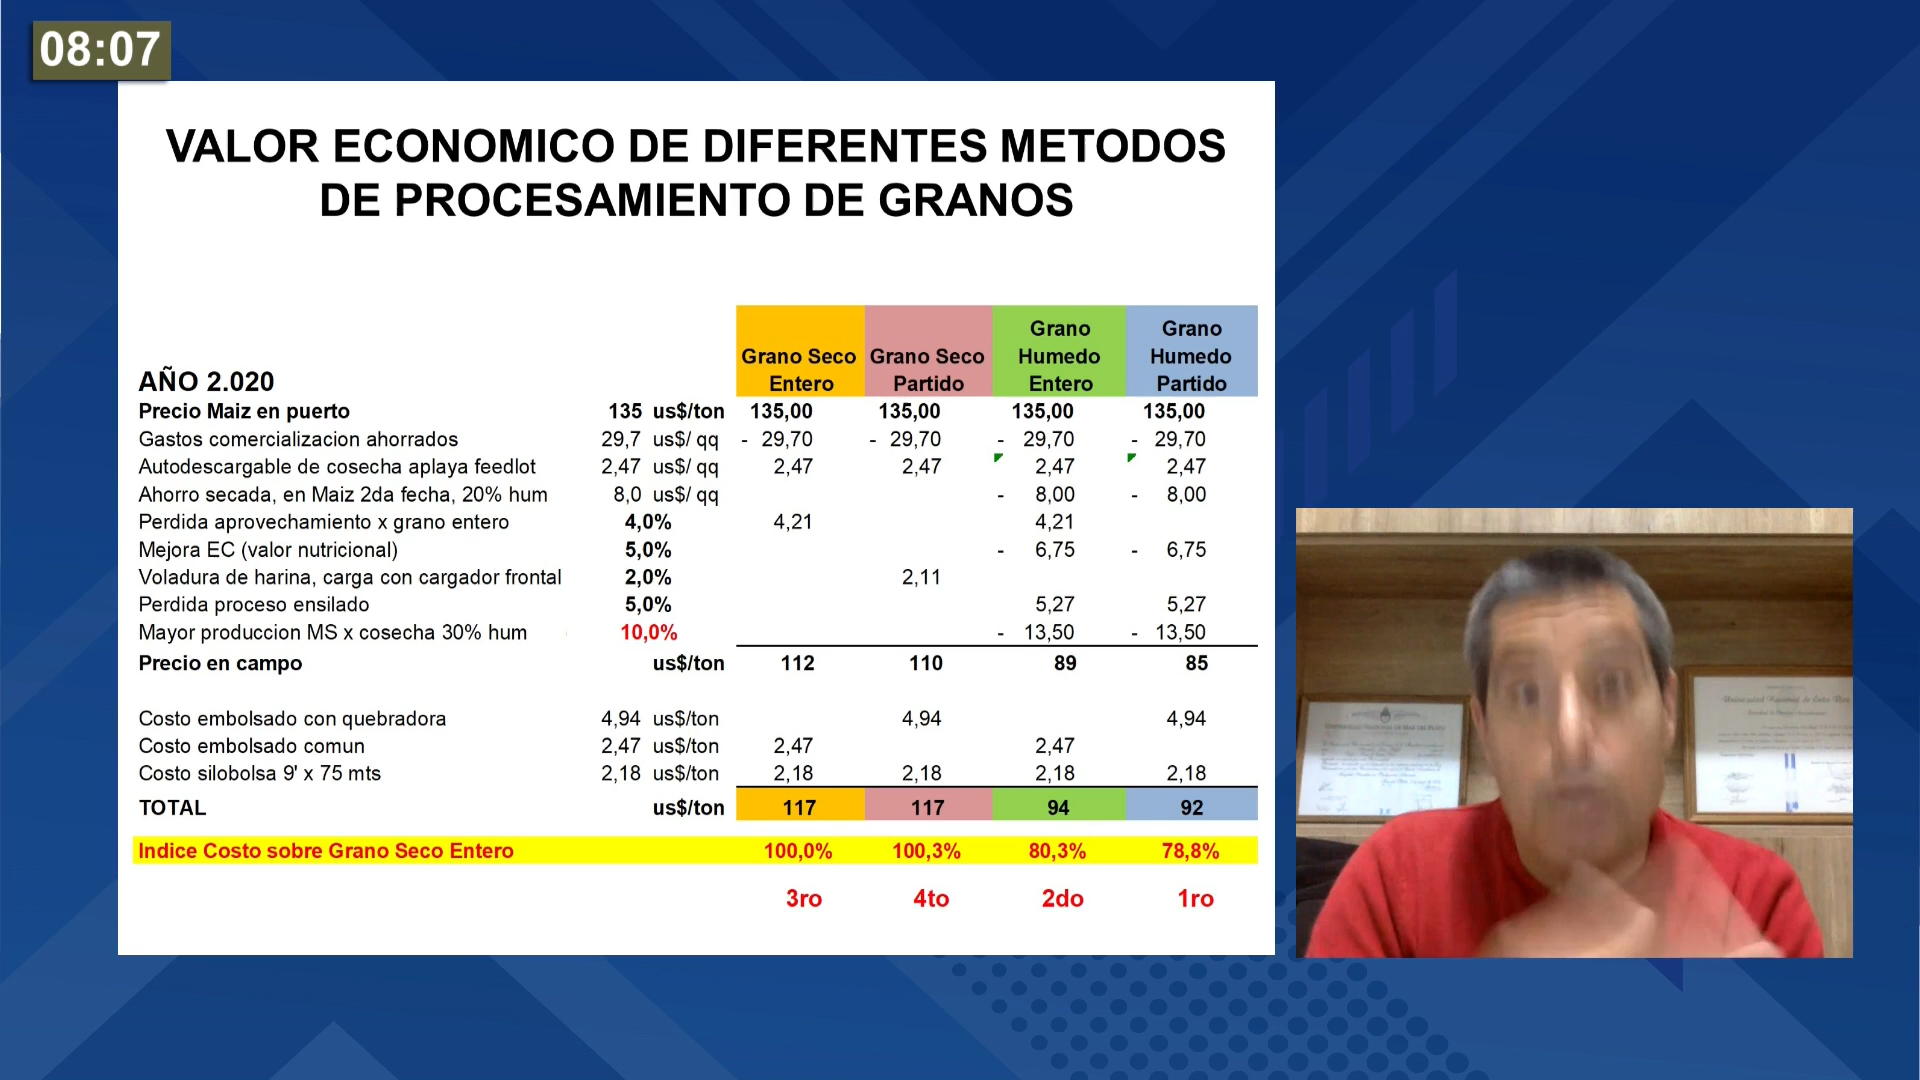 08:07
VALOR ECONOMICO DE DIFERENTES METODOS
DE PROCESAMIENTO DE GRANOS
AÑO 2.020 Grano Seco Entero Grano Seco Partido Grano Humedo Entero Grano Humedo Partido
Precio Maiz en puerto 135 us$/ton 135,00 135,00 135,00 135,00
Gastos comercializacion ahorrados 29,7 us$/ qq - 29,70 - 29,70 - 29,70 - 29,70
Autodescargable de cosecha aplaya feedlot 2,47 us$/ qq 2,47 2,47 2,47 2,47
Ahorro secada, en Maiz 2da fecha, 20% hum 8,0 us$/ qq - 8,00 - 8,00
Perdida aprovechamiento x grano entero 4,0% 4,21 4,21
Mejora EC (valor nutricional) 5,0% - 6,75 - 6,75
Voladura de harina, carga con cargador frontal 2,0% 2,11
Perdida proceso ensilado 5,0% 5,27 5,27
Mayor produccion MS x cosecha 30% hum 10,0% - 13,50 - 13,50
Precio en campo us$/ton 112 110 89 85
Costo embolsado con quebradora 4,94 us$/ton 4,94 4,94
Costo embolsado comun 2,47 us$/ton 2,47 2,47
Costo silobolsa 9' x 75 mts 2,18 us$/ton 2,18 2,18 2,18 2,18
TOTAL us$/ton 117 117 94 92
Indice Costo sobre Grano Seco Entero 100,0% 100,3% 80,3% 78,8%
3ro 4to 2do 1ro